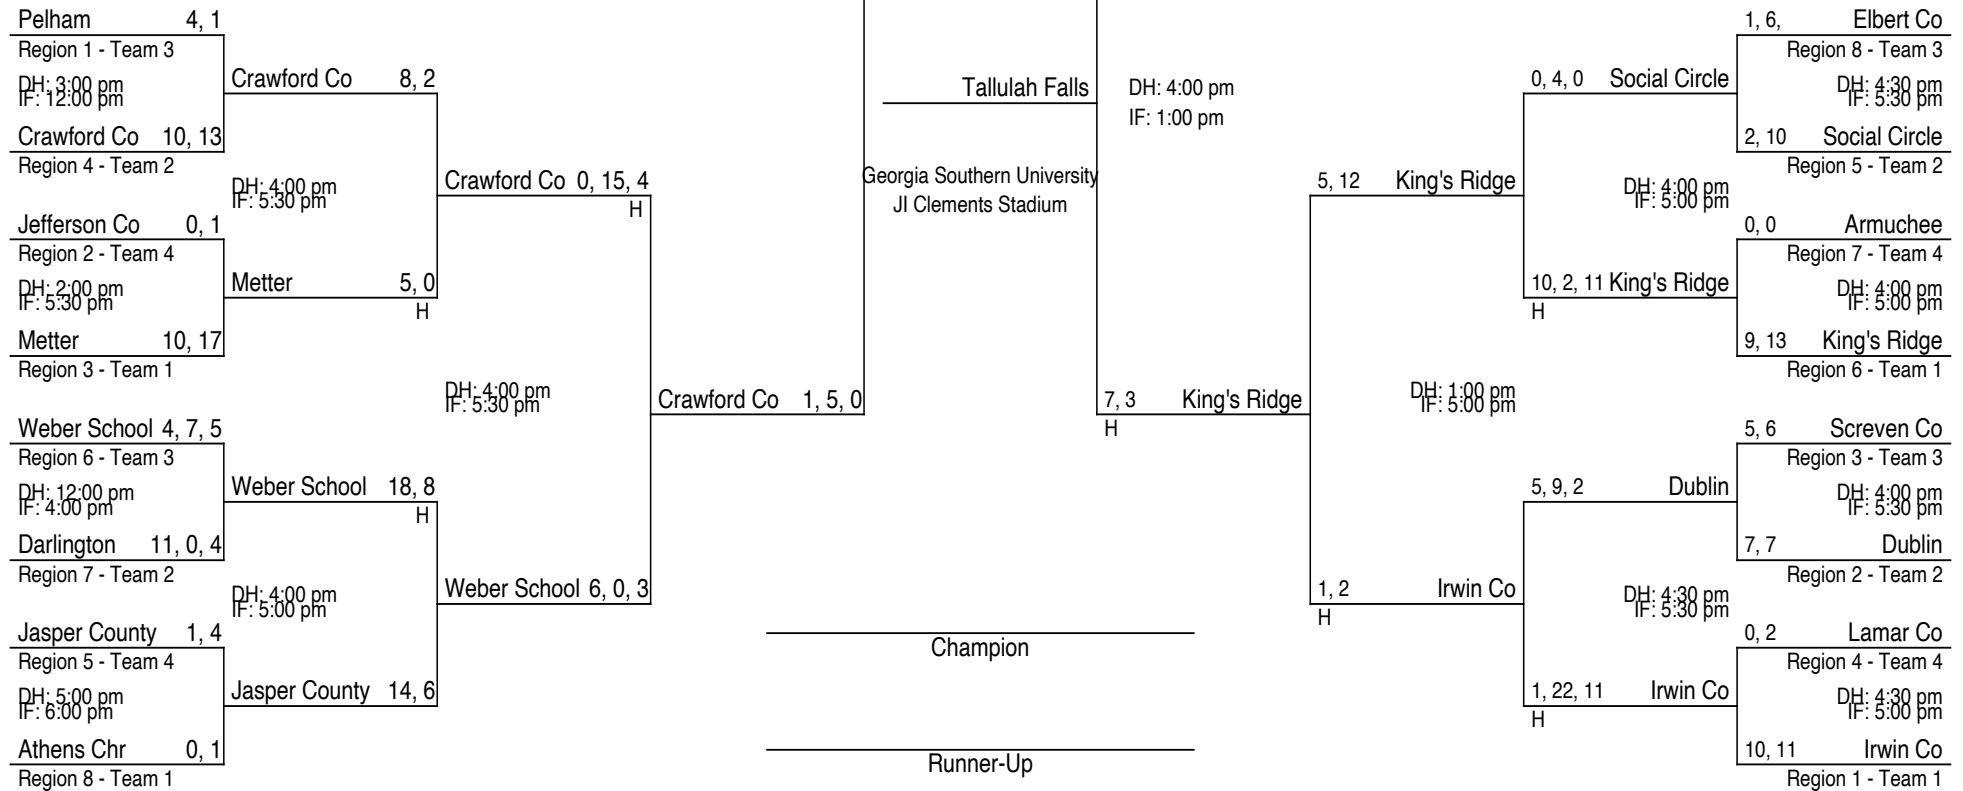 Pelham 4, 1
Region 1 - Team 3
DH: 3:00 pm
IF: 12:00 pm
Crawford Co 10, 13
Region 4 - Team 2
Jefferson Co 0, 1
Region 2 - Team 4
DH: 2:00 pm
IF: 5:30 pm
Metter 10, 17
Region 3 - Team 1
Weber School 4, 7, 5
Region 6 - Team 3
DH: 12:00 pm
IF: 4:00 pm
Darlington 11, 0, 4
Region 7 - Team 2
Jasper County 1, 4
Region 5 - Team 4
DH: 5:00 pm
IF: 6:00 pm
Athens Chr 0, 1
Region 8 - Team 1
Crawford Co 8, 2
DH: 4:00 pm
IF: 5:30 pm
Metter 5, 0
H
Weber School 18, 8
H
DH: 4:00 pm
IF: 5:00 pm
Jasper County 14, 6
Crawford Co 0, 15, 4
H
DH: 4:00 pm
IF: 5:30 pm
Weber School 6, 0, 3
Crawford Co 1, 5, 0
Tallulah Falls
Georgia Southern University
JI Clements Stadium
Champion
Runner-Up
DH: 4:00 pm
IF: 1:00 pm
7, 3 King's Ridge
H
5, 12 King's Ridge
DH: 1:00 pm
IF: 5:00 pm
1, 2 Irwin Co
H
0, 4, 0 Social Circle
DH: 4:00 pm
IF: 5:00 pm
10, 2, 11 King's Ridge
H
5, 9, 2 Dublin
DH: 4:30 pm
IF: 5:30 pm
1, 22, 11 Irwin Co
H
1, 6, Elbert Co
Region 8 - Team 3
DH: 4:30 pm
IF: 5:30 pm
2, 10 Social Circle
Region 5 - Team 2
0, 0 Armuchee
Region 7 - Team 4
DH: 4:00 pm
IF: 5:00 pm
9, 13 King's Ridge
Region 6 - Team 1
5, 6 Screven Co
Region 3 - Team 3
DH: 4:00 pm
IF: 5:30 pm
7, 7 Dublin
Region 2 - Team 2
0, 2 Lamar Co
Region 4 - Team 4
DH: 4:30 pm
IF: 5:00 pm
10, 11 Irwin Co
Region 1 - Team 1